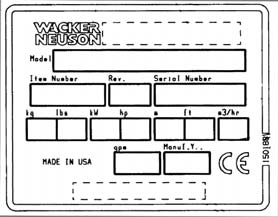 WACKER
NEUSON
Model
Item Number Rev. Serial Number
kg lbs kW hp m ft m3/hr
gpm Manuf.Y..
MADE IN USA CE